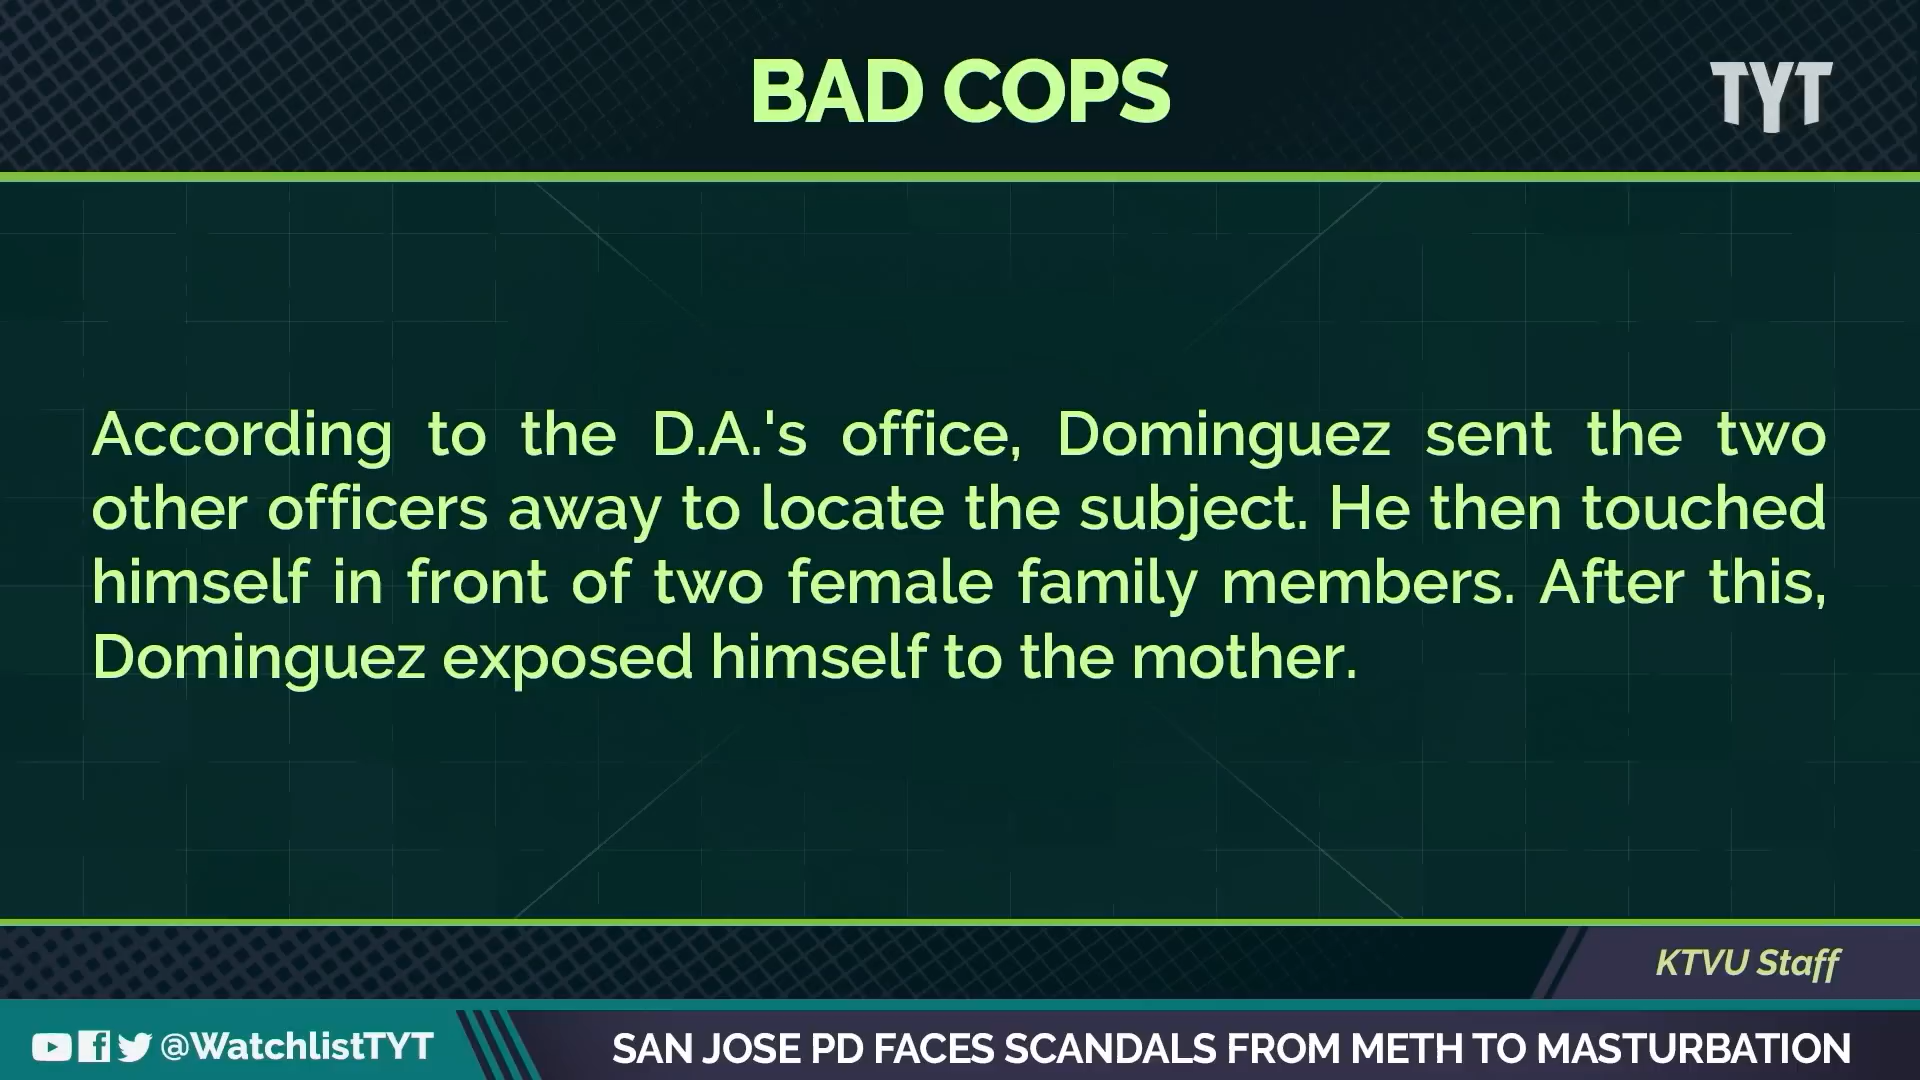 BAD COPS
TYT
According to the D.A.'s office, Dominguez sent the two
other officers away to locate the subject. He then touched
himself in front of two female family members. After this,
Dominguez exposed himself to the mother.
KTVU Staff
@WatchlistTYT
SAN JOSE PD FACES SCANDALS FROM METH TO MASTURBATION